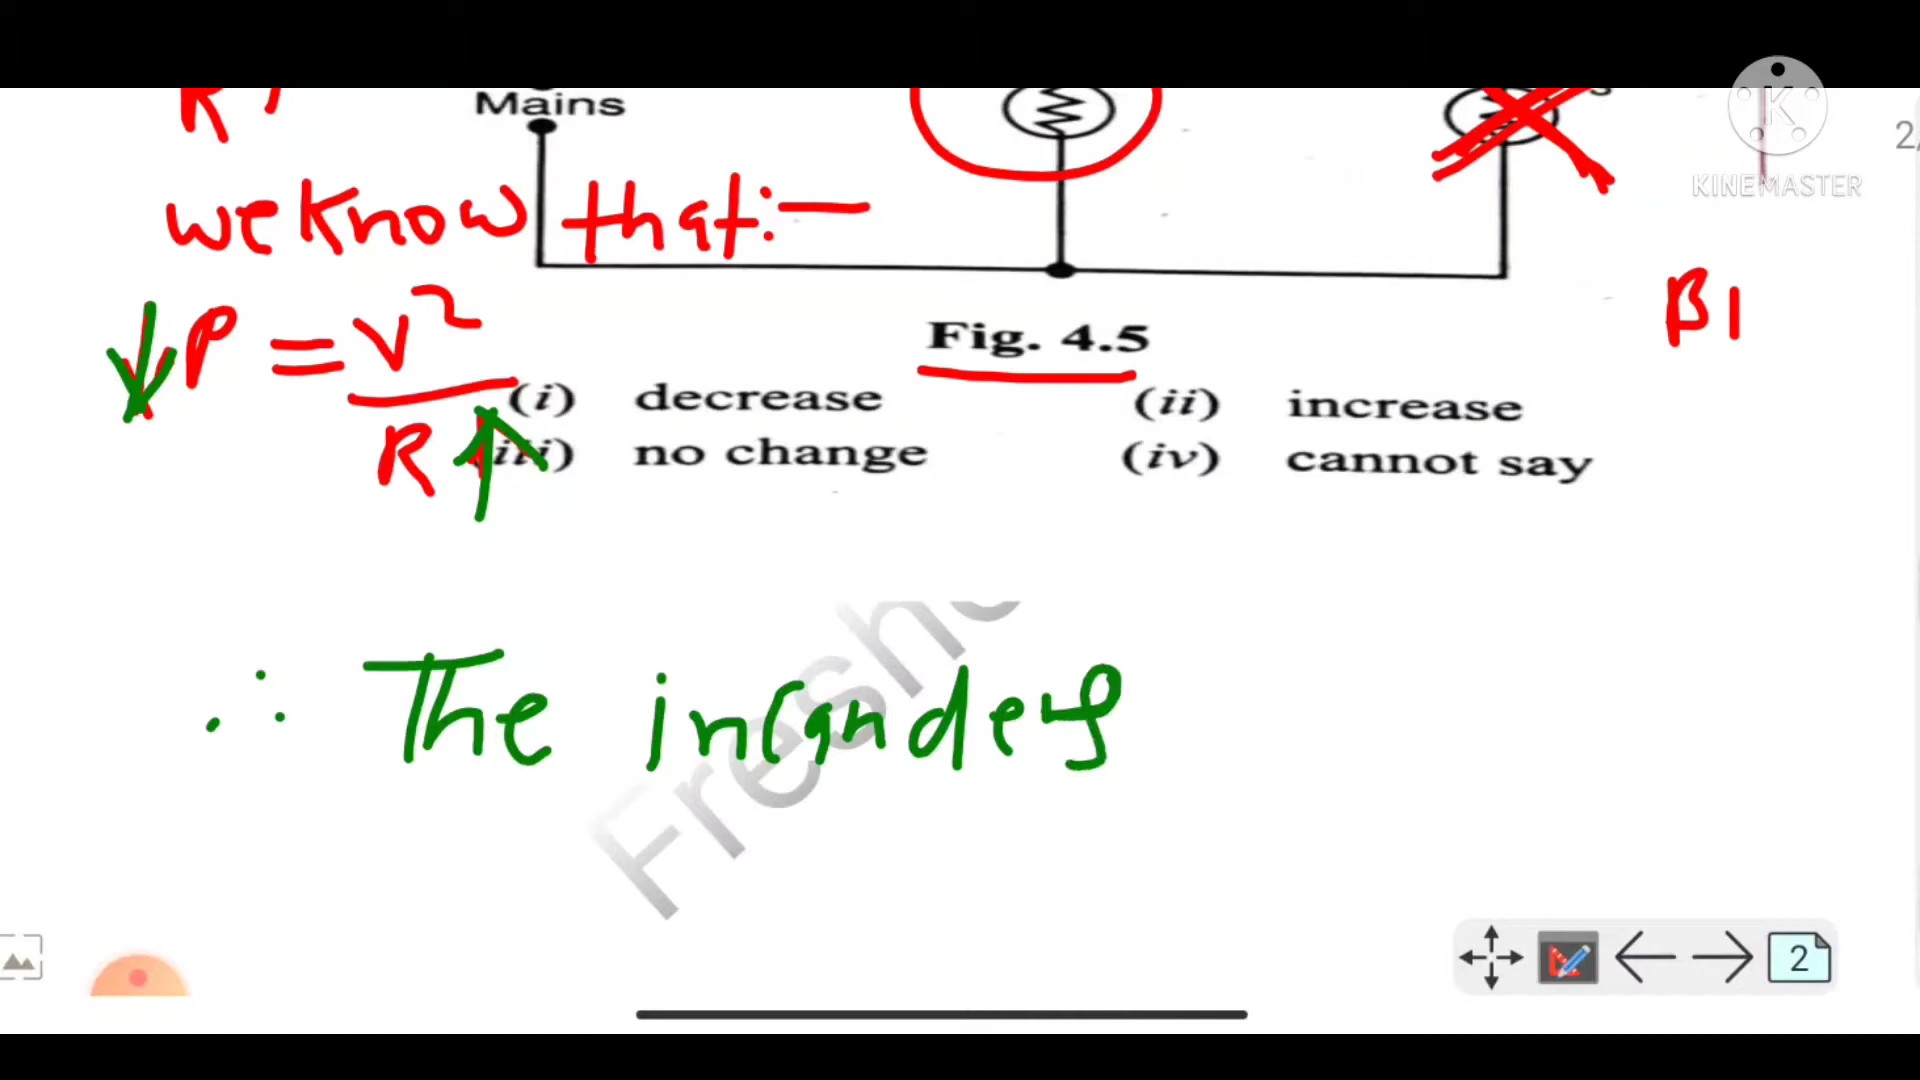 Mains
KINEMASTER
we know that:—
B1
P = V²
R
Fig. 4.5
(i) decrease (ii) increase
(iii) no change (iv) cannot say
∴ The incandes
2